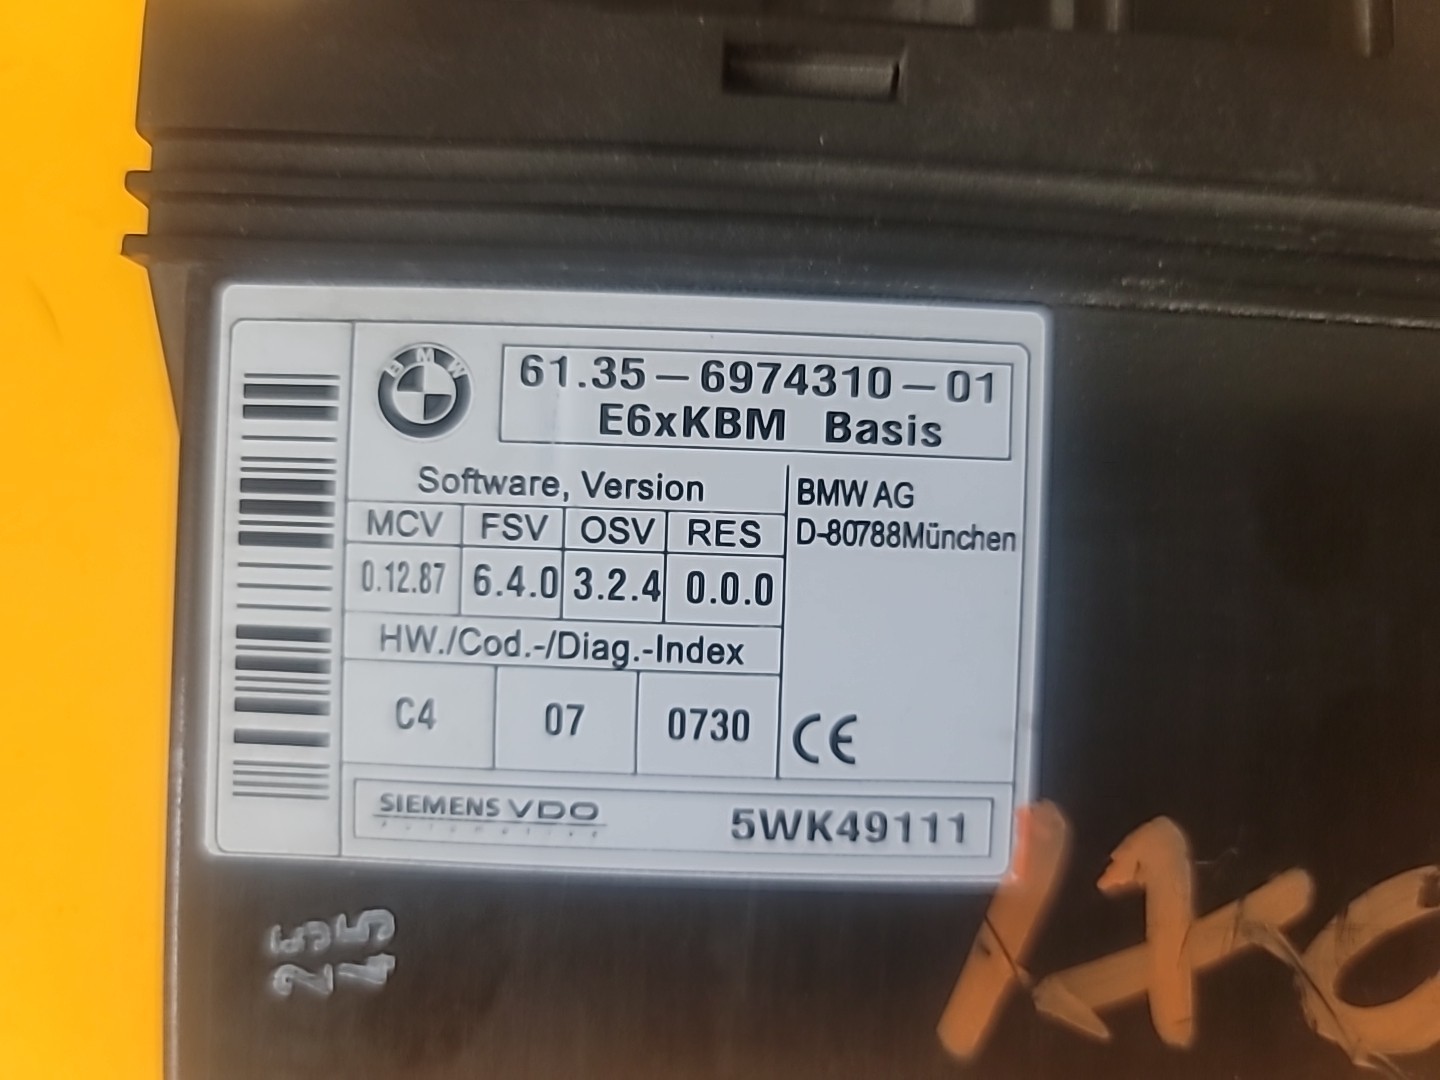 BMW
61.35-6974310-01
E6xKBM Basis
Software, Version
MCV FSV OSV RES
0.12.87 6.4.0 3.2.4 0.0.0
HW./Cod.-/Diag.-Index
C4 07 0730
BMW AG
D-80788München
CE
SIEMENS VDO
Automotive
5WK49111